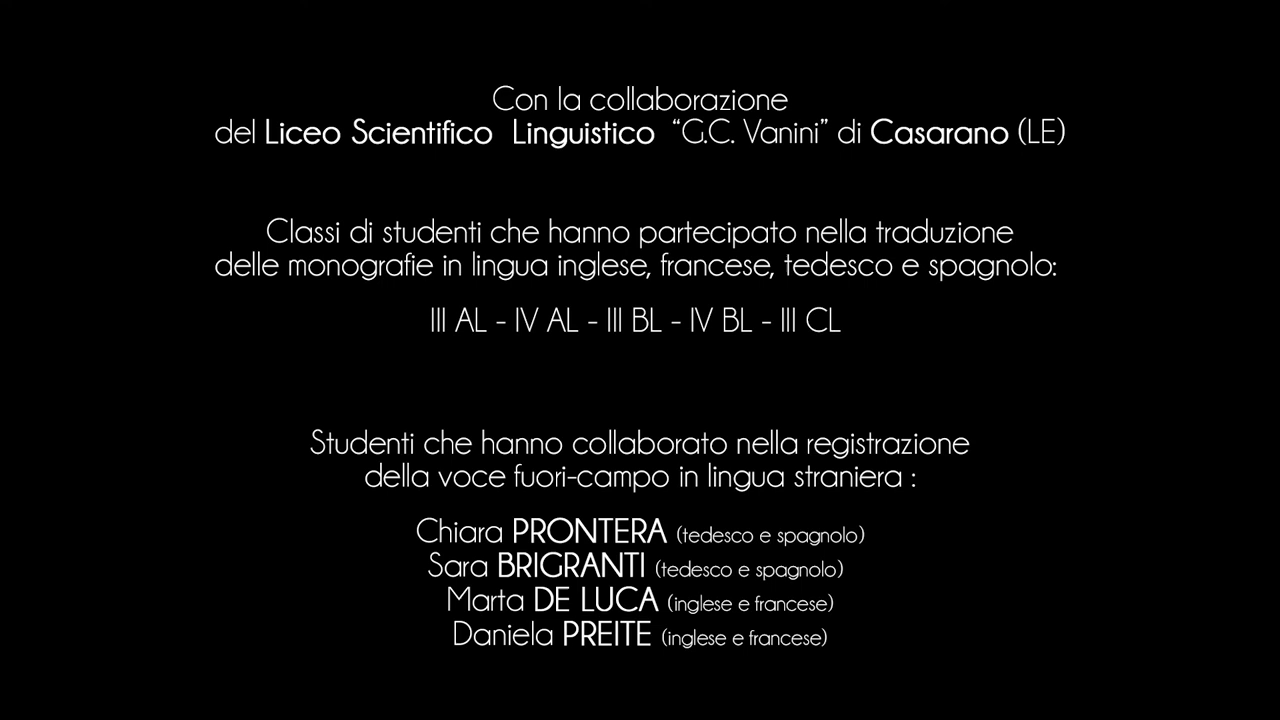 Con la collaborazione
del Liceo Scientifico Linguistico “G.C. Vanini” di Casarano (LE)
Classi di studenti che hanno partecipato nella traduzione
delle monografie in lingua inglese, francese, tedesco e spagnolo:
III AL - IV AL - III BL - IV BL - III CL
Studenti che hanno collaborato nella registrazione
della voce fuori-campo in lingua straniera :
Chiara PRONTERA (tedesco e spagnolo)
Sara BRIGRANTI (tedesco e spagnolo)
Marta DE LUCA (inglese e francese)
Daniela PREITE (inglese e francese)